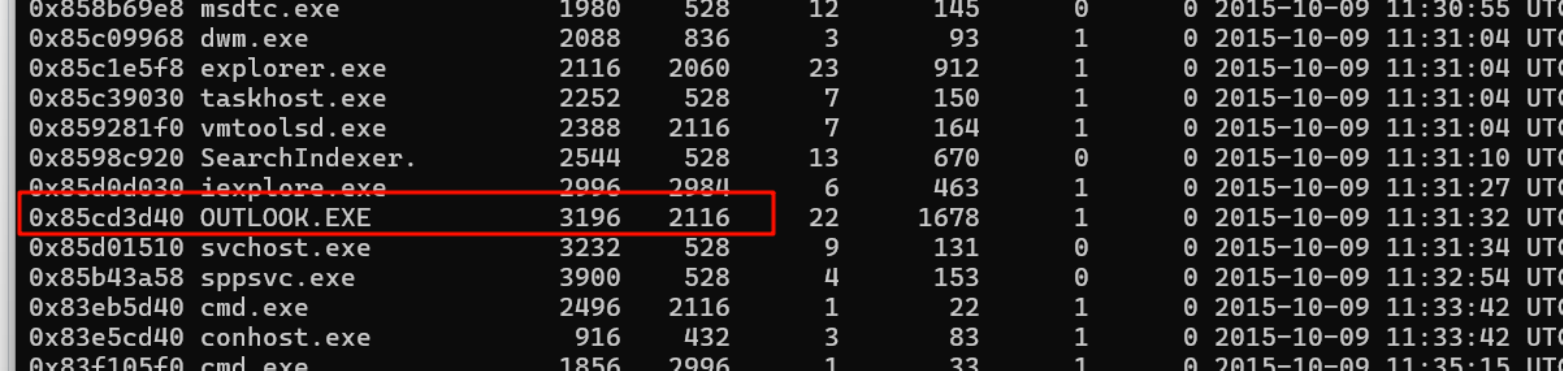 0x858b69e8 msdtc.exe 1980 528 12 145 0 0 2015-10-09 11:30:55 UTC
0x85c09968 dwm.exe 2088 836 3 93 1 0 2015-10-09 11:31:04 UTC
0x85c1e5f8 explorer.exe 2116 2060 23 912 1 0 2015-10-09 11:31:04 UTC
0x85c39030 taskhost.exe 2252 528 7 150 1 0 2015-10-09 11:31:04 UTC
0x859281f0 vmtoolsd.exe 2388 2116 7 164 1 0 2015-10-09 11:31:04 UTC
0x8598c920 SearchIndexer. 2544 528 13 670 0 0 2015-10-09 11:31:10 UTC
0x85d0d030 iexplore.exe 2996 2984 6 463 1 0 2015-10-09 11:31:27 UTC
0x85cd3d40 OUTLOOK.EXE 3196 2116 22 1678 1 0 2015-10-09 11:31:32 UTC
0x85d01510 svchost.exe 3232 528 9 131 0 0 2015-10-09 11:31:34 UTC
0x85b43a58 sppsvc.exe 3900 528 4 153 0 0 2015-10-09 11:32:54 UTC
0x83eb5d40 cmd.exe 2496 2116 1 22 1 0 2015-10-09 11:33:42 UTC
0x83e5cd40 conhost.exe 916 432 3 83 1 0 2015-10-09 11:33:42 UTC
0x83f105f0 cmd.exe 1856 2996 1 33 1 0 2015-10-09 11:35:15 UTC